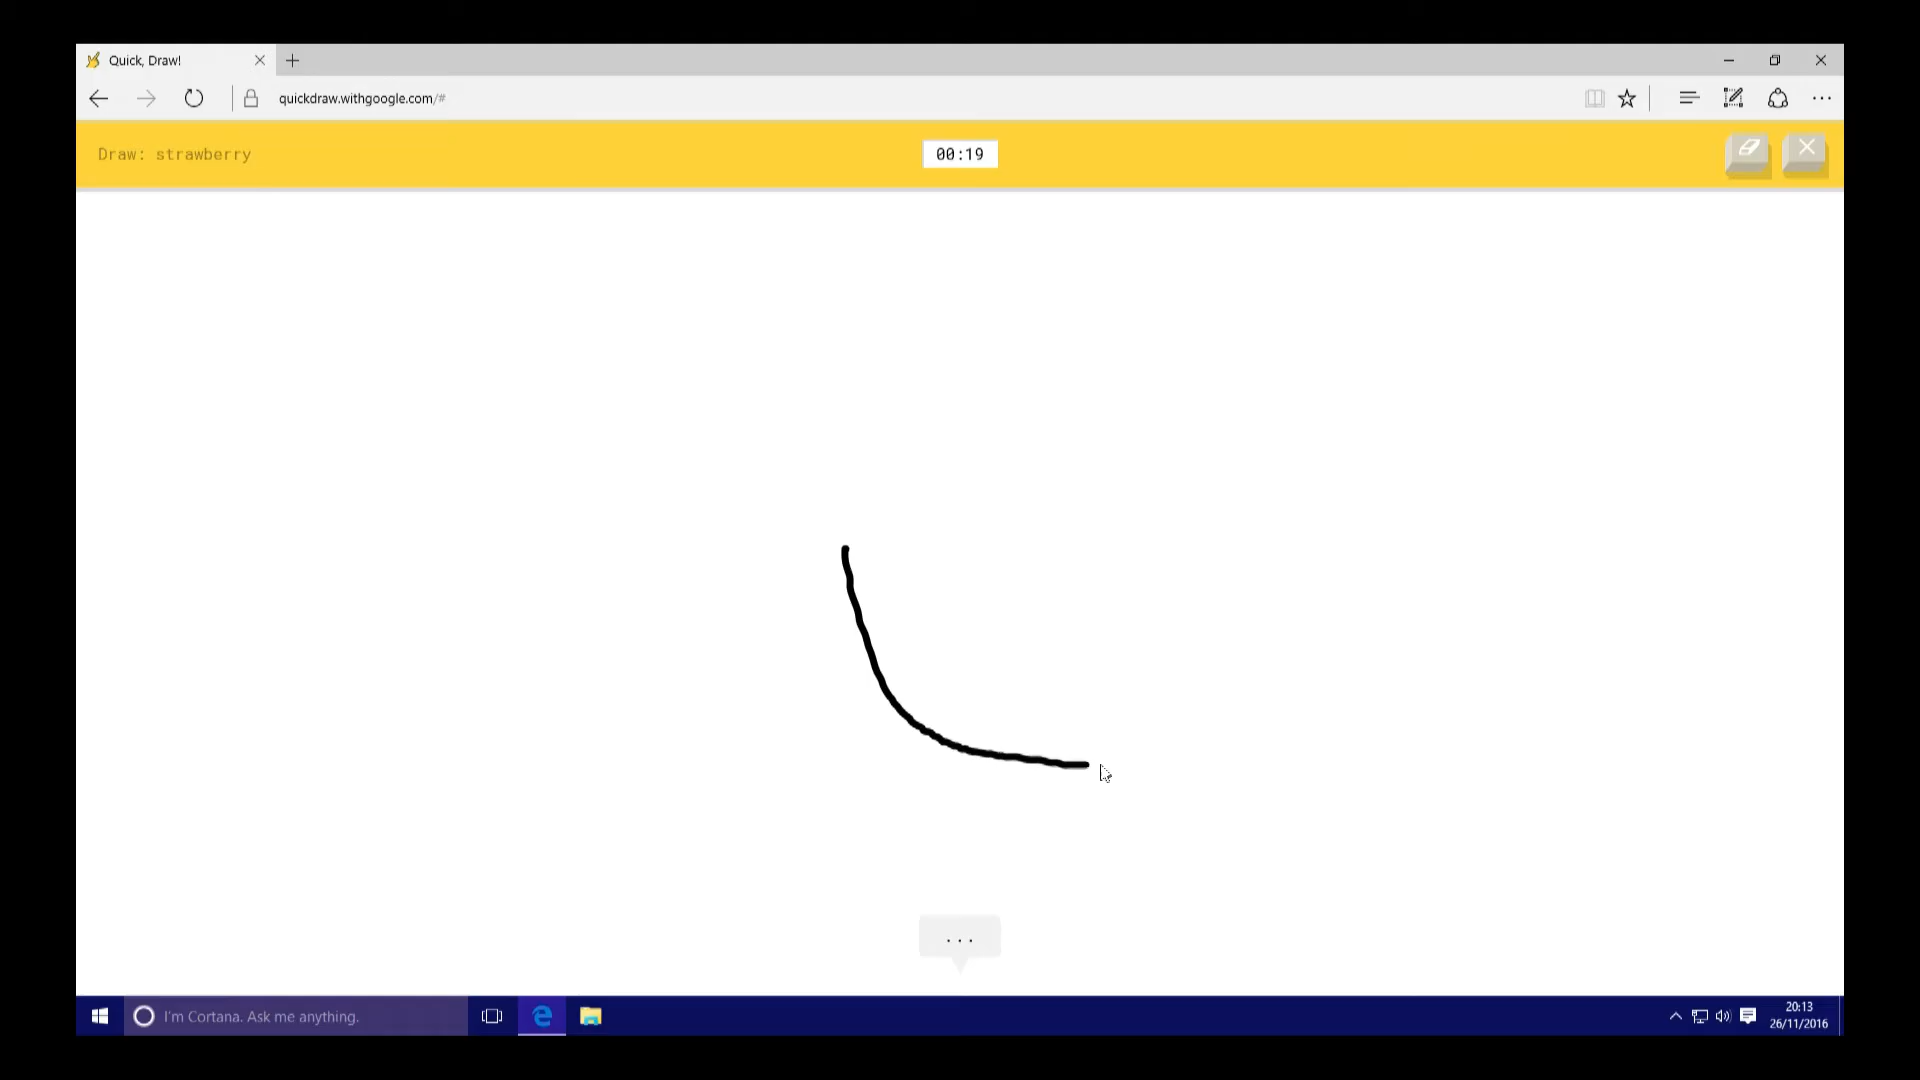 Quick, Draw!
quickdraw.withgoogle.com/#
Draw: strawberry
00:19
...
I'm Cortana. Ask me anything.
20:13
26/11/2016